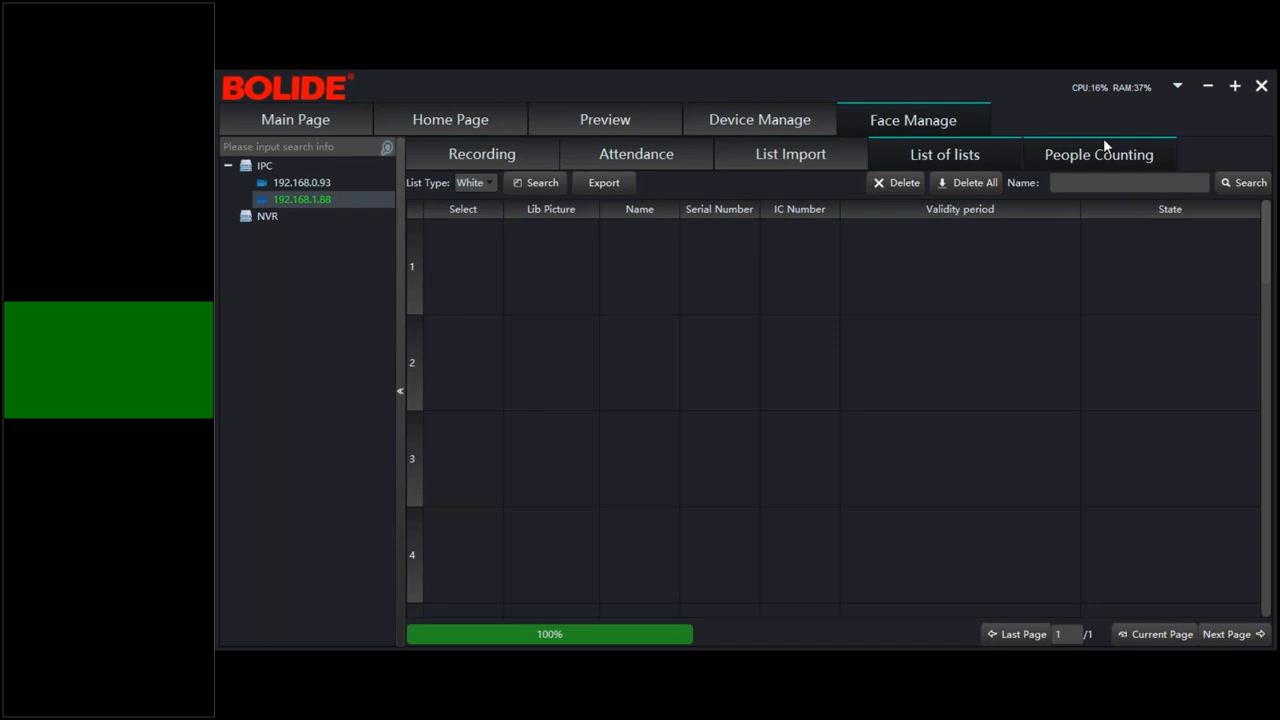 BOLIDE®
CPU:16% RAM:37%
Main Page Home Page Preview Device Manage Face Manage
Please input search info
Recording Attendance List Import List of lists People Counting
IPC
192.168.0.93
192.168.1.88
NVR
List Type: White Search Export Delete Delete All Name: Search
Select Lib Picture Name Serial Number IC Number Validity period State
1
2
3
4
100%
Last Page 1 /1 Current Page Next Page